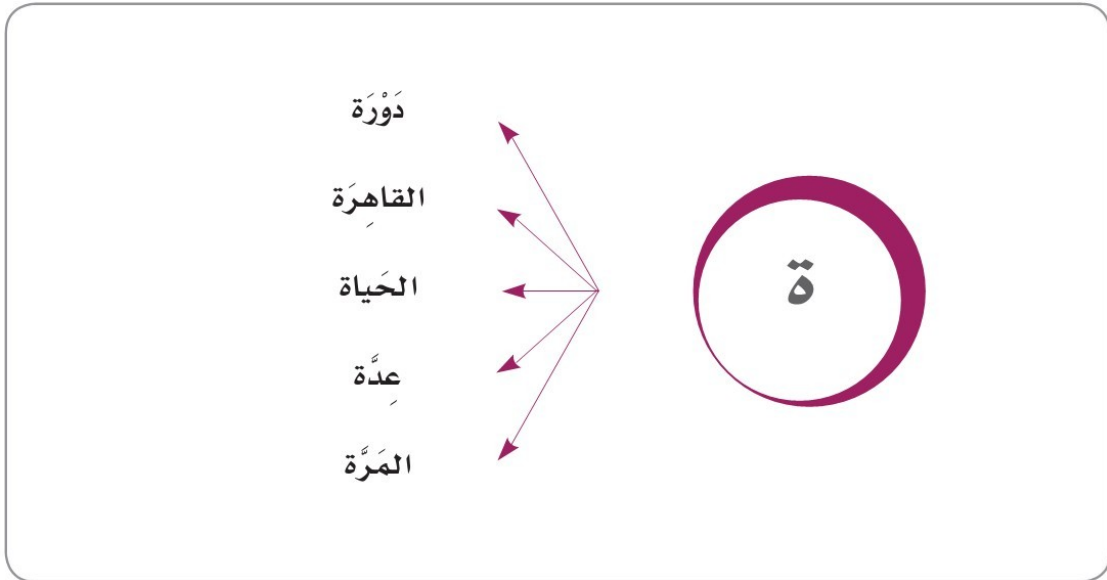 ة
دَوْرَة
القاهِرَة
الحَياة
عِدَّة
المَرَّة